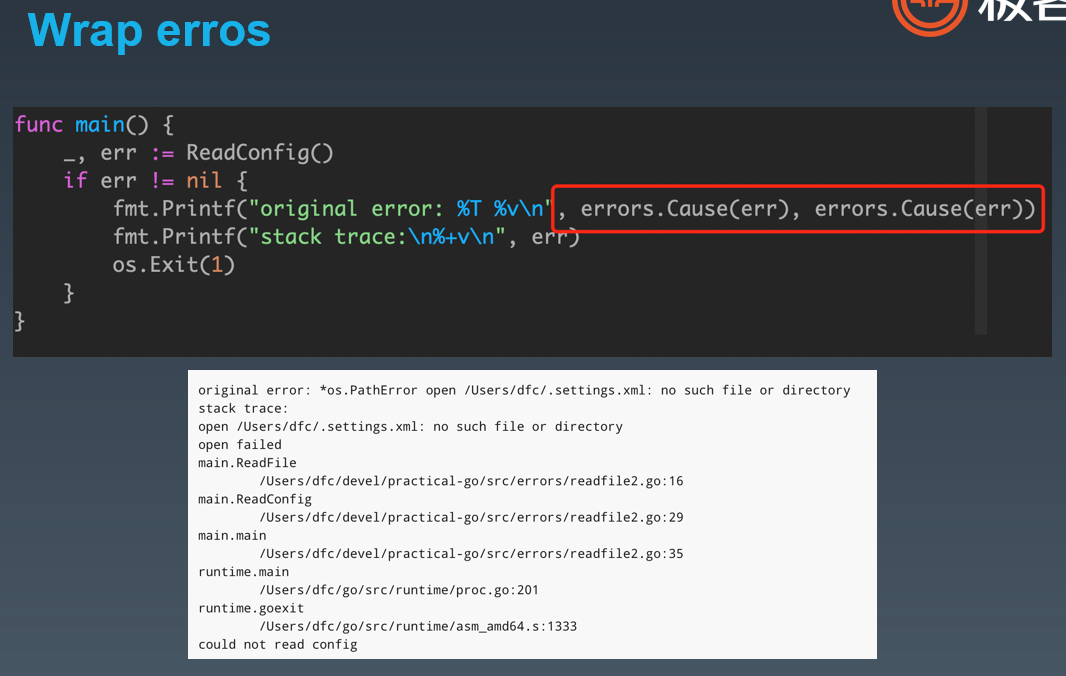 Wrap erros
极客
func main() {
    _, err := ReadConfig()
    if err != nil {
        fmt.Printf("original error: %T %v\n", errors.Cause(err), errors.Cause(err))
        fmt.Printf("stack trace:\n%+v\n", err)
        os.Exit(1)
    }
}
original error: *os.PathError open /Users/dfc/.settings.xml: no such file or directory
stack trace:
open /Users/dfc/.settings.xml: no such file or directory
open failed
main.ReadFile
        /Users/dfc/devel/practical-go/src/errors/readfile2.go:16
main.ReadConfig
        /Users/dfc/devel/practical-go/src/errors/readfile2.go:29
main.main
        /Users/dfc/devel/practical-go/src/errors/readfile2.go:35
runtime.main
        /Users/dfc/go/src/runtime/proc.go:201
runtime.goexit
        /Users/dfc/go/src/runtime/asm_amd64.s:1333
could not read config